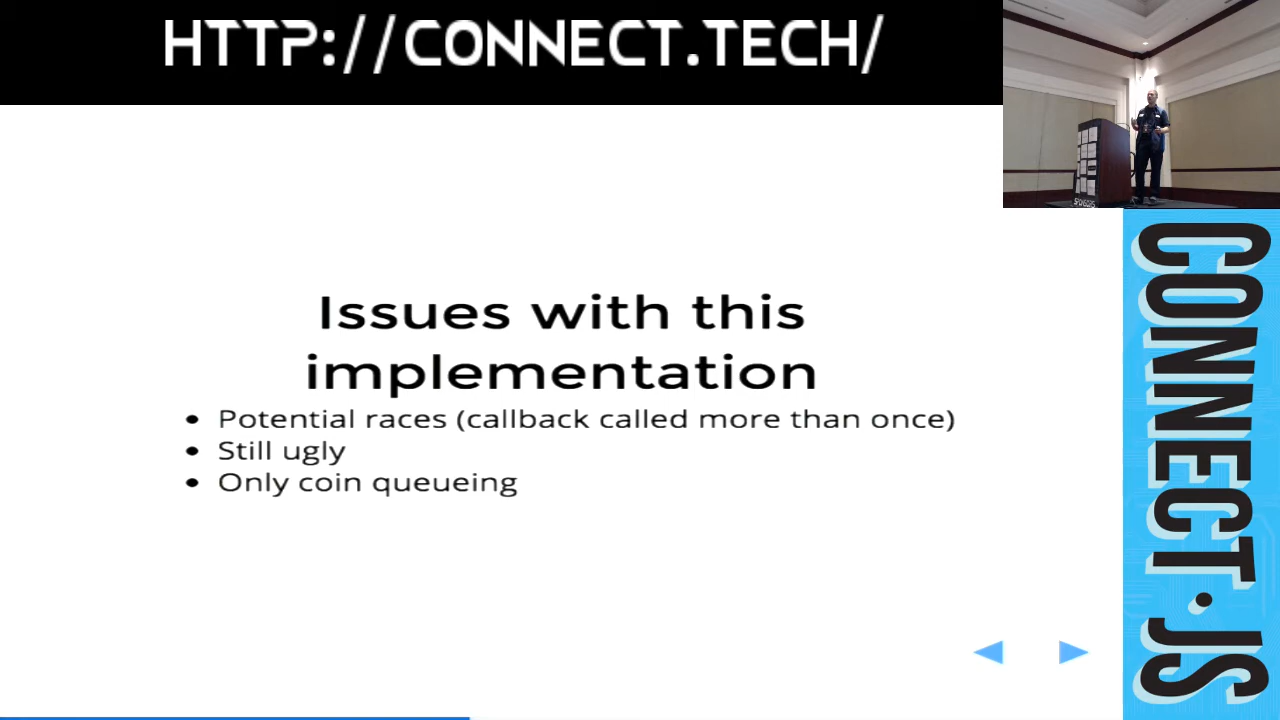 HTTP://CONNECT.TECH/
Issues with this
implementation
• Potential races (callback called more than once)
• Still ugly
• Only coin queueing
CONNECT.JS
SPONSORS